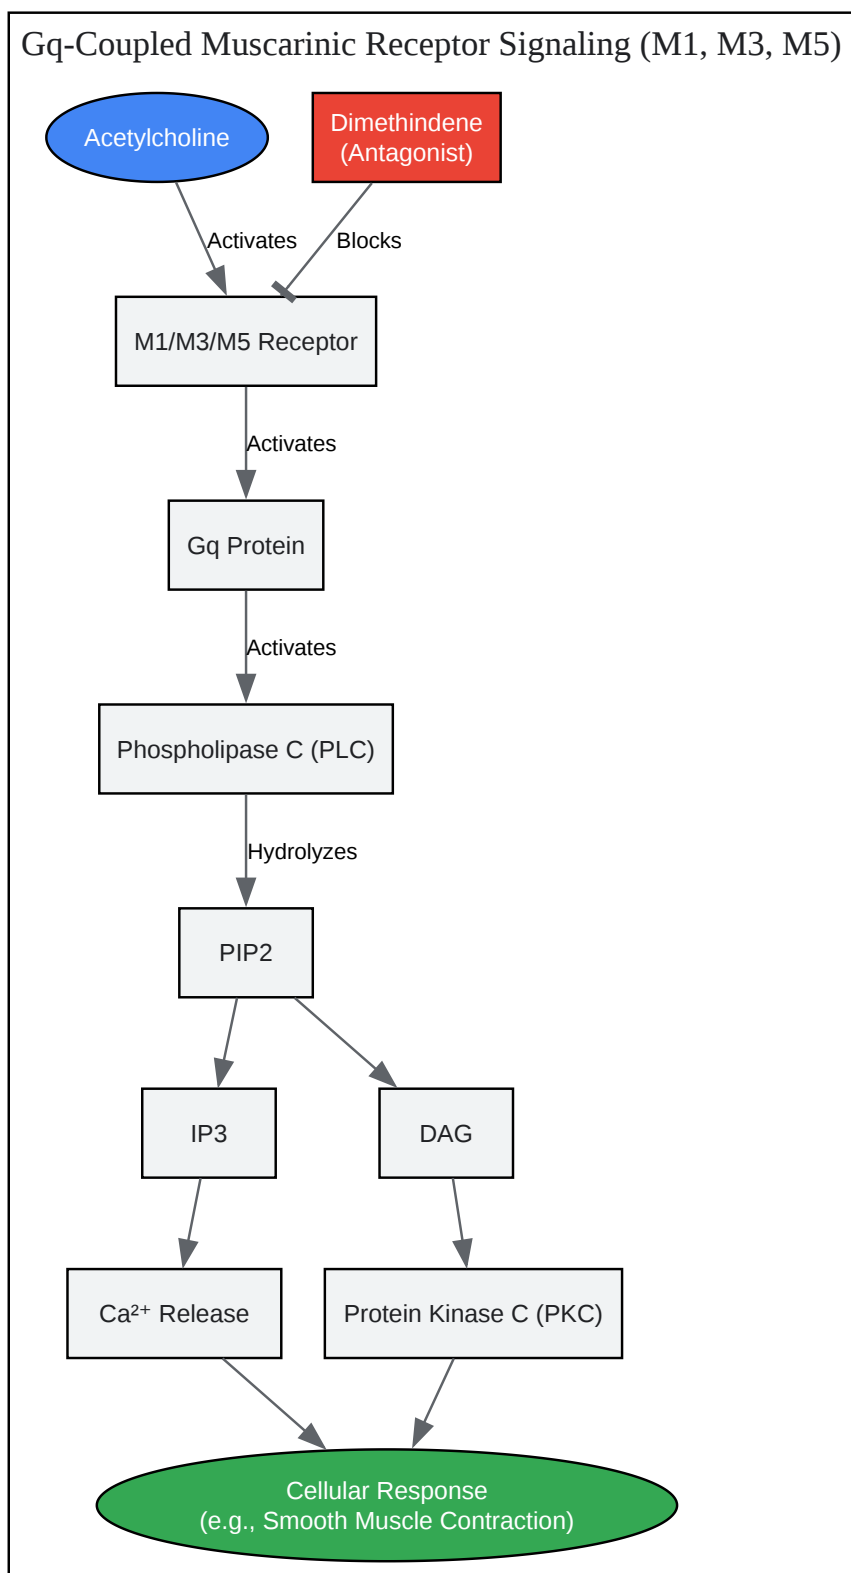 Gq-Coupled Muscarinic Receptor Signaling (M1, M3, M5)
Acetylcholine
Dimethindene
(Antagonist)
Activates
Blocks
M1/M3/M5 Receptor
Activates
Gq Protein
Activates
Phospholipase C (PLC)
Hydrolyzes
PIP2
IP3
DAG
Ca²⁺ Release
Protein Kinase C (PKC)
Cellular Response
(e.g., Smooth Muscle Contraction)